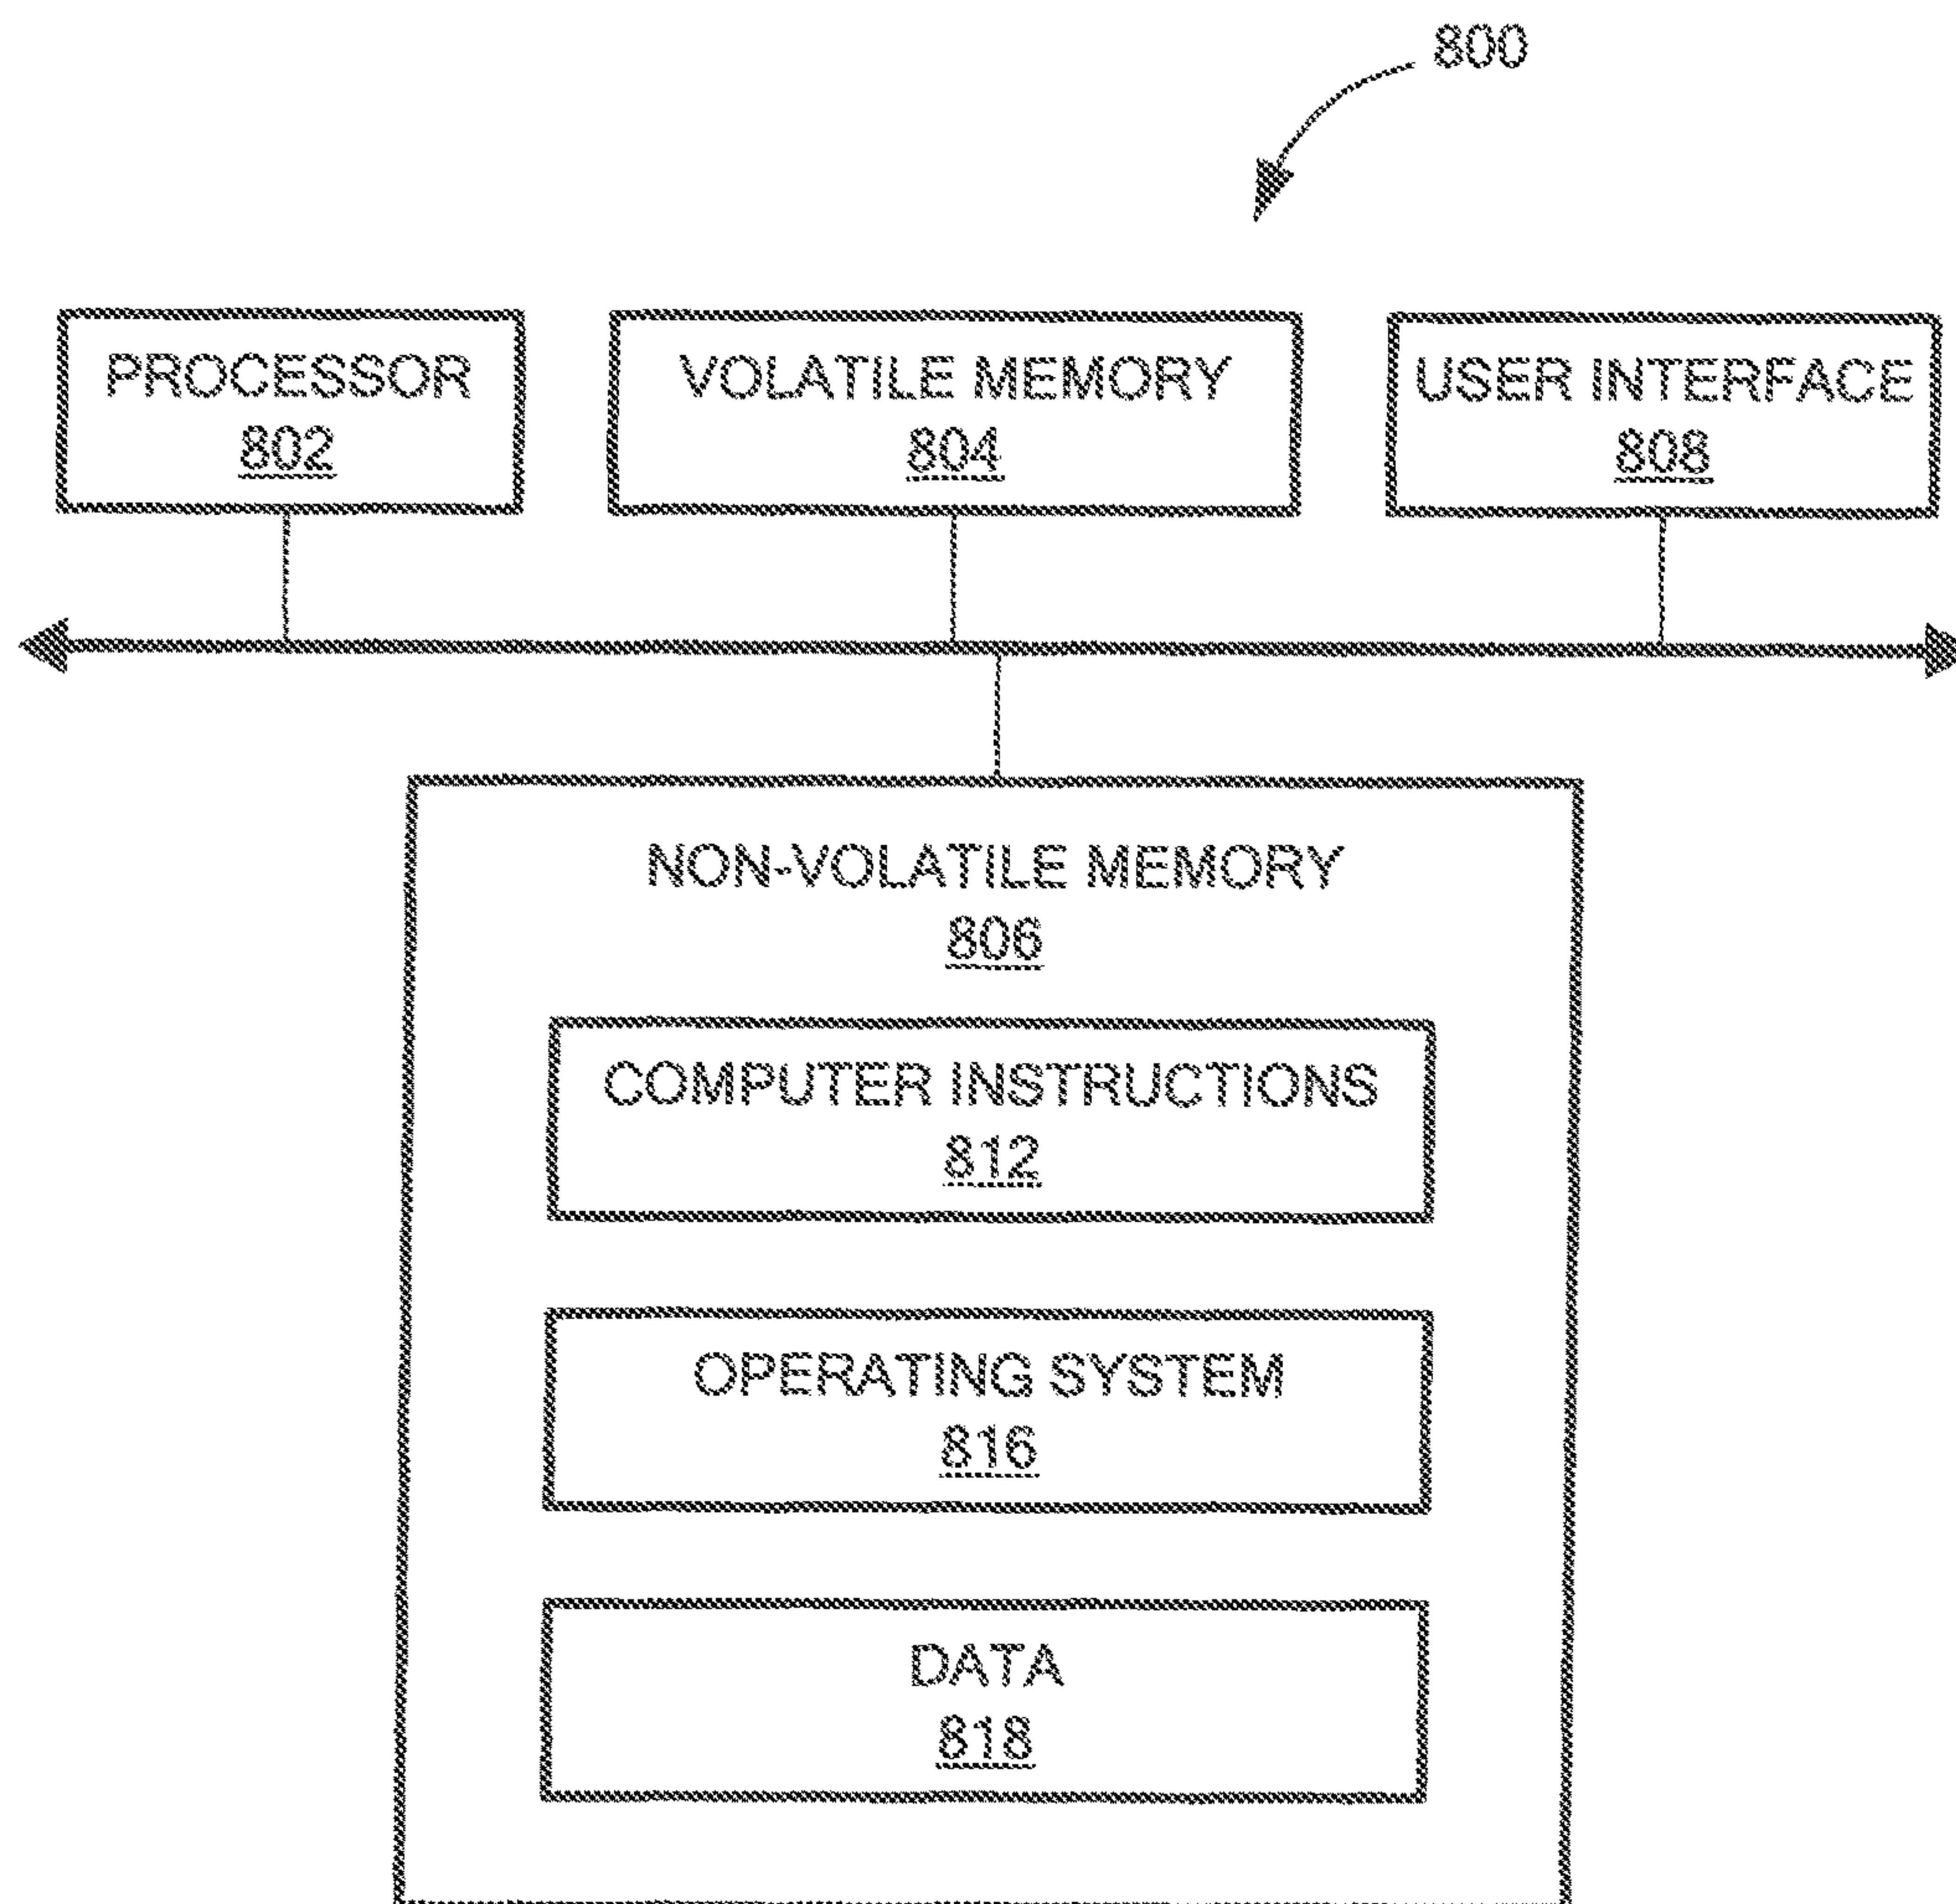 800
PROCESSOR
802
VOLATILE MEMORY
804
USER INTERFACE
808
NON-VOLATILE MEMORY
806
COMPUTER INSTRUCTIONS
812
OPERATING SYSTEM
816
DATA
818